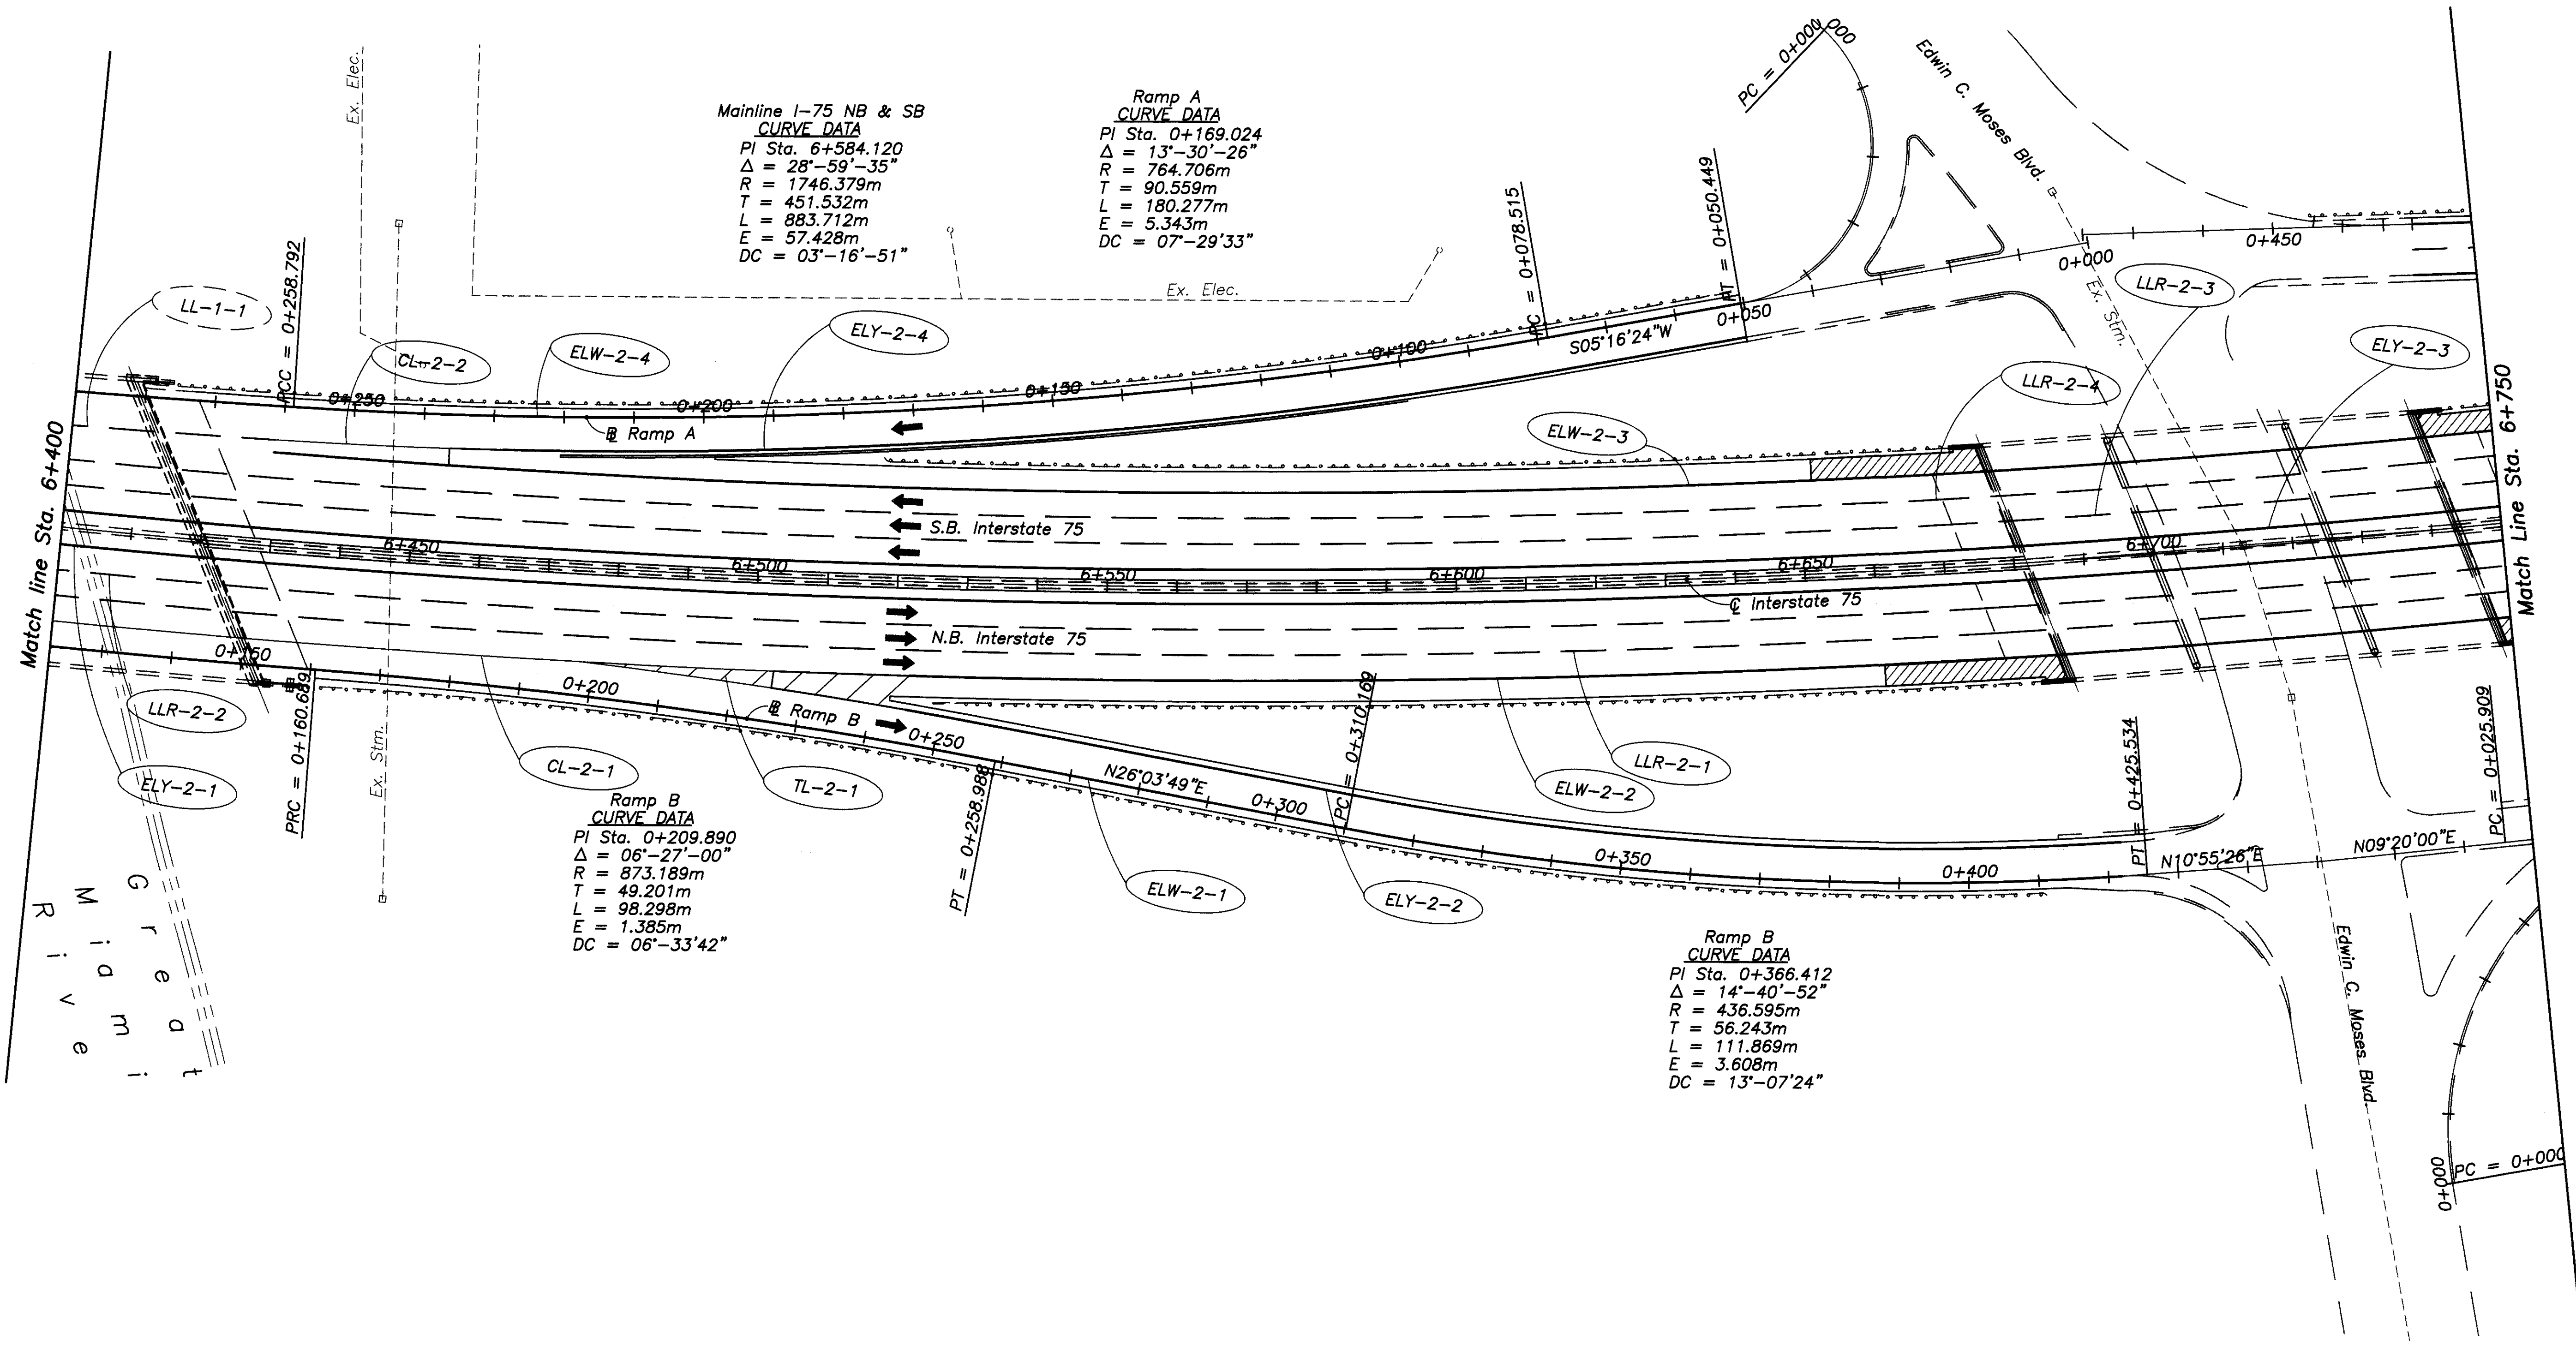 Mainline I-75 NB & SB
CURVE DATA
PI Sta. 6+584.120
Δ = 28°-59'-35"
R = 1746.379m
T = 451.532m
L = 883.712m
E = 57.428m
DC = 03°-16'-51"
Ramp A
CURVE DATA
PI Sta. 0+169.024
Δ = 13°-30'-26"
R = 764.706m
T = 90.559m
L = 180.277m
E = 5.343m
DC = 07°-29'33"
Ex. Elec.
Ex. Elec.
PC = 0+000
000
Edwin C. Moses Blvd.
PCC = 0+258.792
PC = 0+078.515
PT = 0+050.449
0+000
0+450
LL-1-1
CL-2-2
ELW-2-4
ELY-2-4
LLR-2-3
ELY-2-3
LLR-2-4
ELW-2-3
Ex. Stm.
0+250
0+200
0+150
0+100
0+050
S05°16'24"W
℄ Ramp A
Match line Sta. 6+400
Match Line Sta. 6+750
S.B. Interstate 75
6+450
6+500
6+550
6+600
6+650
6+700
℄ Interstate 75
N.B. Interstate 75
0+150
0+200
℄ Ramp B
0+250
N26°03'49"E
0+300
0+350
0+400
N10°55'26"E
N09°20'00"E
PRC = 0+160.689
PT = 0+258.988
PC = 0+310.169
PT = 0+425.534
PC = 0+025.909
LLR-2-2
ELY-2-1
CL-2-1
TL-2-1
LLR-2-1
ELW-2-2
ELW-2-1
ELY-2-2
Ex. Stm.
Great
Miami
Rive
Ramp B
CURVE DATA
PI Sta. 0+209.890
Δ = 06°-27'-00"
R = 873.189m
T = 49.201m
L = 98.298m
E = 1.385m
DC = 06°-33'42"
Ramp B
CURVE DATA
PI Sta. 0+366.412
Δ = 14°-40'-52"
R = 436.595m
T = 56.243m
L = 111.869m
E = 3.608m
DC = 13°-07'24"
Edwin C. Moses Blvd.
0+000
PC = 0+000